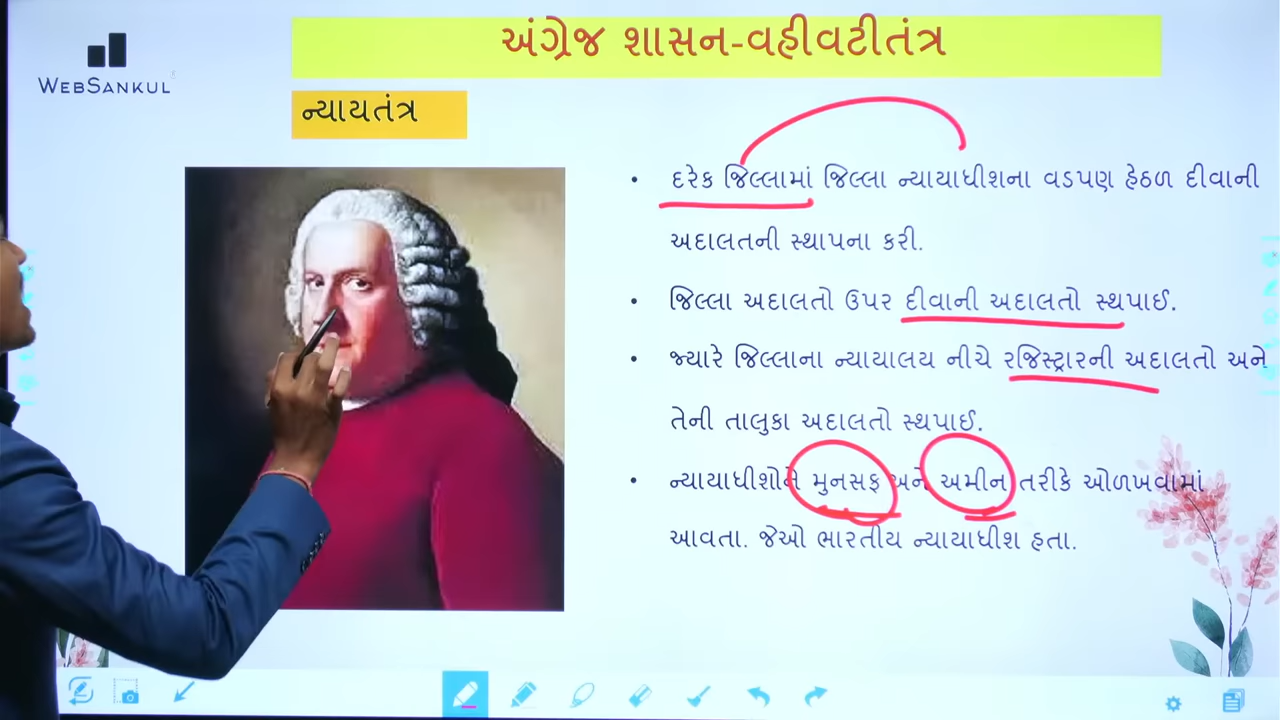 WEBSANKUL
અંગ્રેજ શાસન-વહીવટીતંત્ર
ન્યાયતંત્ર
• દરેક જિલ્લામાં જિલ્લા ન્યાયાધીશના વડપણ હેઠળ દીવાની
અદાલતની સ્થાપના કરી.
• જિલ્લા અદાલતો ઉપર દીવાની અદાલતો સ્થપાઈ.
• જ્યારે જિલ્લાના ન્યાયાલય નીચે રજિસ્ટ્રારની અદાલતો અને
તેની તાલુકા અદાલતો સ્થપાઈ.
• ન્યાયાધીશોને મુનસફ અને અમીન તરીકે ઓળખવામાં
આવતા. જેઓ ભારતીય ન્યાયાધીશ હતા.